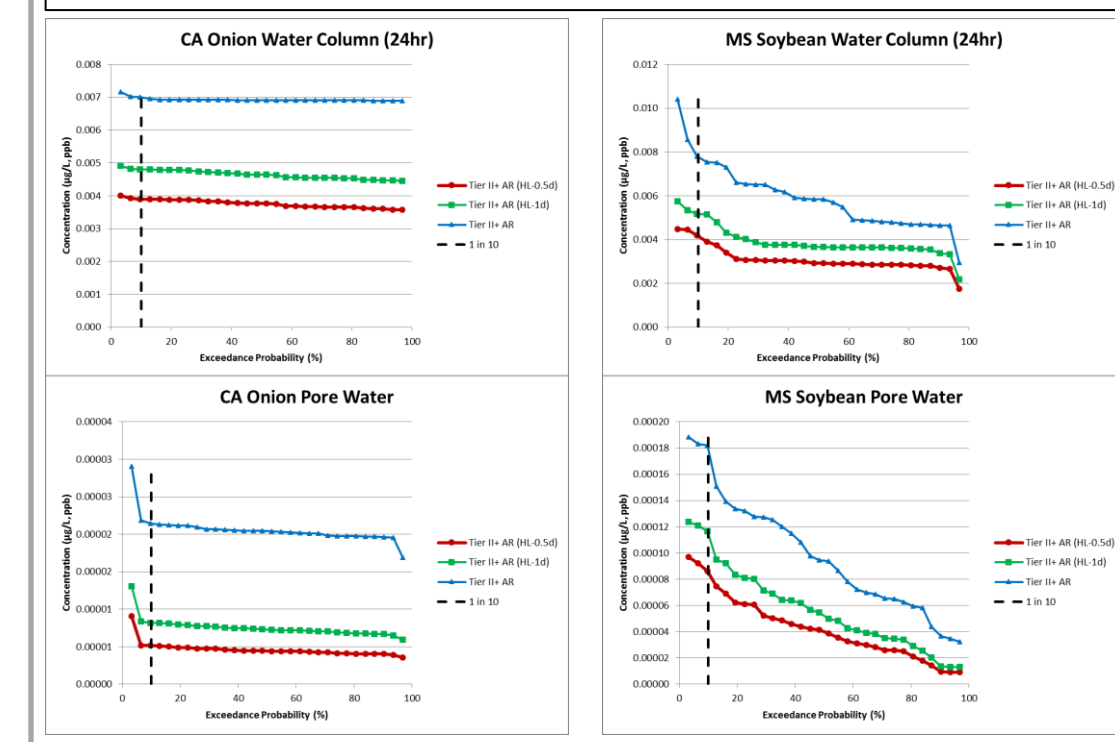 CA Onion Water Column (24hr)
0.008
0.007
0.006
0.005
0.004
0.003
0.002
0.001
0.000
Concentration (µg/L, ppb)
0 20 40 60 80 100
Exceedance Probability (%)
Tier II+ AR (HL-0.5d)
Tier II+ AR (HL-1d)
Tier II+ AR
1 in 10
MS Soybean Water Column (24hr)
0.012
0.010
0.008
0.006
0.004
0.002
0.000
Concentration (µg/L, ppb)
0 20 40 60 80 100
Exceedance Probability (%)
Tier II+ AR (HL-0.5d)
Tier II+ AR (HL-1d)
Tier II+ AR
1 in 10
CA Onion Pore Water
0.00004
0.00003
0.00003
0.00002
0.00002
0.00001
0.00001
0.00000
Concentration (µg/L, ppb)
0 20 40 60 80 100
Exceedance Probability (%)
Tier II+ AR (HL-0.5d)
Tier II+ AR (HL-1d)
Tier II+ AR
1 in 10
MS Soybean Pore Water
0.00020
0.00018
0.00016
0.00014
0.00012
0.00010
0.00008
0.00006
0.00004
0.00002
0.00000
Concentration (µg/L, ppb)
0 20 40 60 80 100
Exceedance Probability (%)
Tier II+ AR (HL-0.5d)
Tier II+ AR (HL-1d)
Tier II+ AR
1 in 10